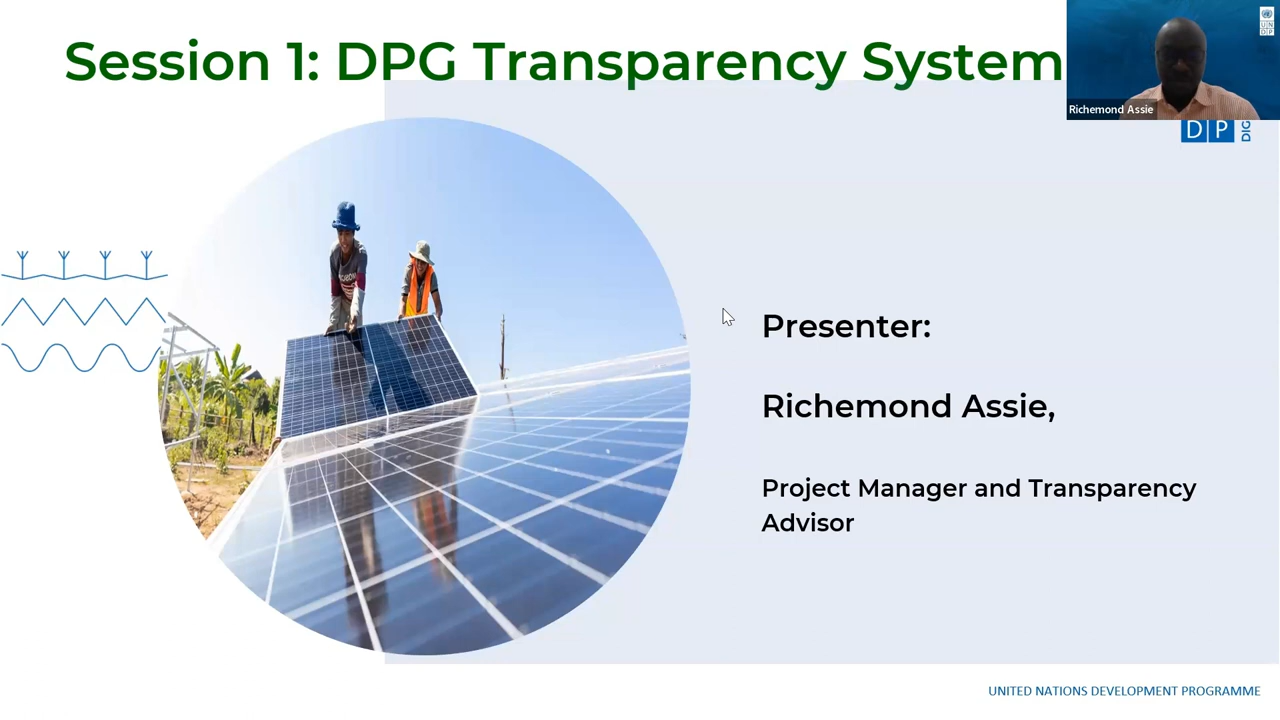 Session 1: DPG Transparency System
Richemond Assie
U N
D P
D P
DIG
Presenter:
Richemond Assie,
Project Manager and Transparency
Advisor
UNITED NATIONS DEVELOPMENT PROGRAMME